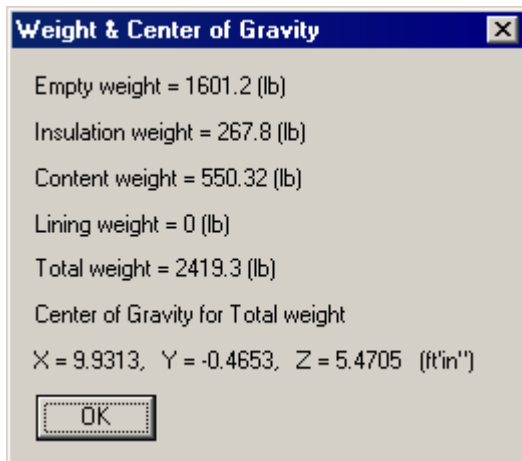 Weight & Center of Gravity
Empty weight = 1601.2 (lb)
Insulation weight = 267.8 (lb)
Content weight = 550.32 (lb)
Lining weight = 0 (lb)
Total weight = 2419.3 (lb)
Center of Gravity for Total weight
X = 9.9313, Y = -0.4653, Z = 5.4705 (ft'in'')
OK